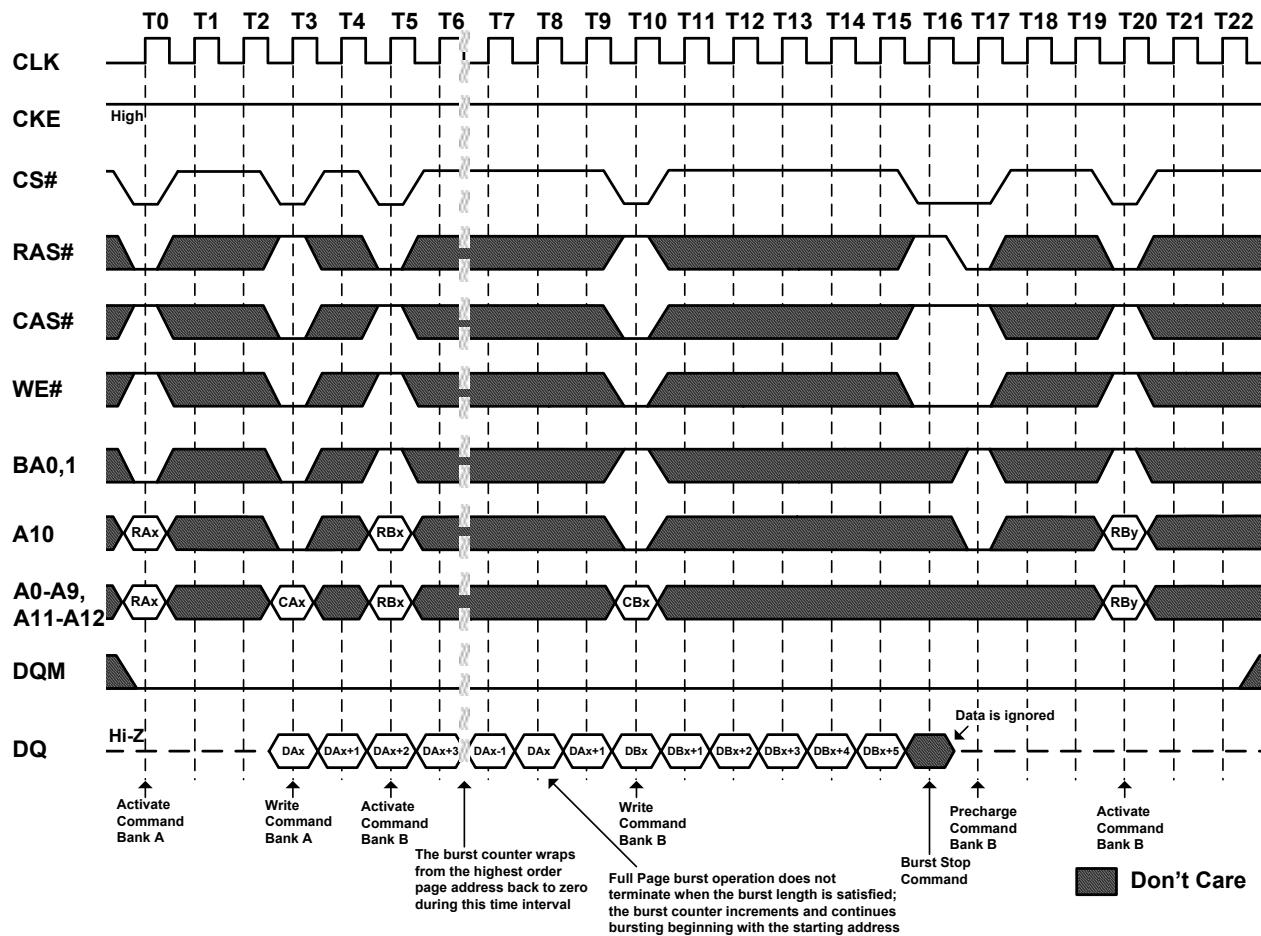 T0 T1 T2 T3 T4 T5 T6 T7 T8 T9 T10 T11 T12 T13 T14 T15 T16 T17 T18 T19 T20 T21 T22
CLK
CKE
High
CS#
RAS#
CAS#
WE#
BA0,1
A10
RAx RBx RBy
A0-A9,
A11-A12
RAx CAx RBx CBx RBy
DQM
DQ
Hi-Z
DAx DAx+1 DAx+2 DAx+3 DAx-1 DAx DAx+1 DBx DBx+1 DBx+2 DBx+3 DBx+4 DBx+5
Data is ignored
Activate
Command
Bank A
Write
Command
Bank A
Activate
Command
Bank B
The burst counter wraps
from the highest order
page address back to zero
during this time interval
Full Page burst operation does not
terminate when the burst length is satisfied;
the burst counter increments and continues
bursting beginning with the starting address
Write
Command
Bank B
Burst Stop
Command
Precharge
Command
Bank B
Activate
Command
Bank B
Don't Care